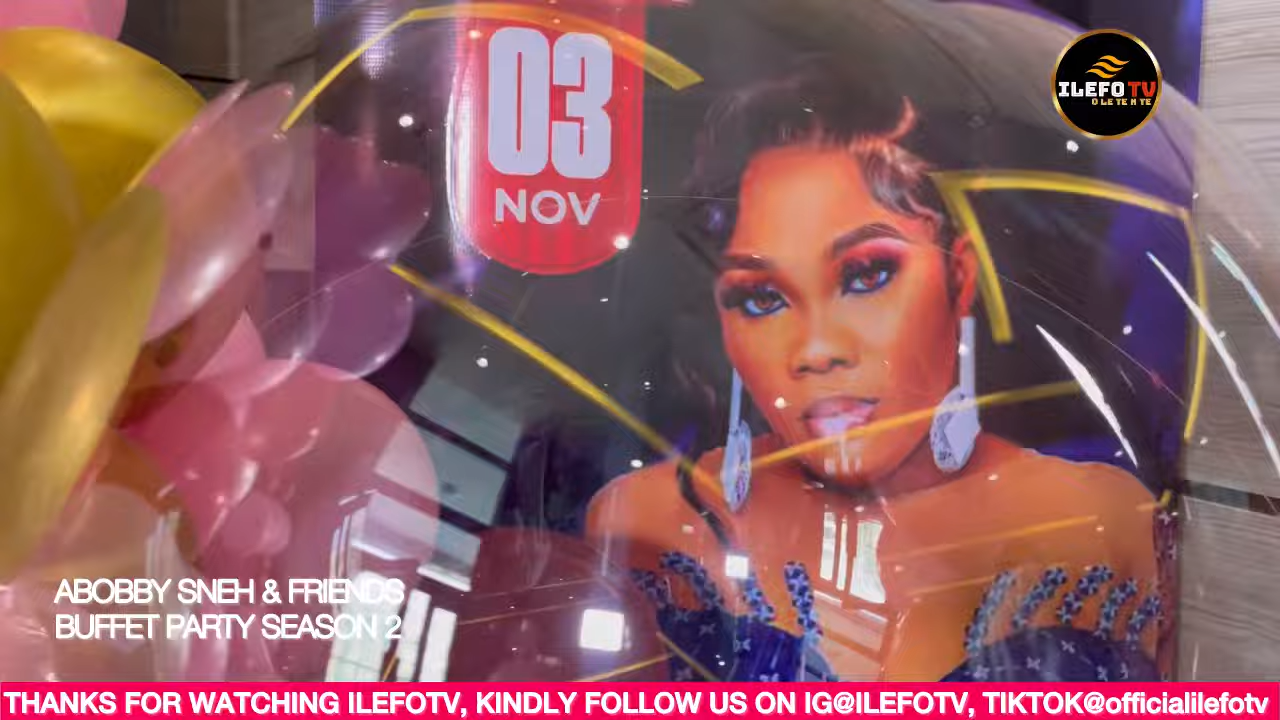 03
NOV
ILEFO TV
O LE TE N TE
ABOBBY SNEH & FRIENDS
BUFFET PARTY SEASON 2
THANKS FOR WATCHING ILEFOTV, KINDLY FOLLOW US ON IG@ILEFOTV, TIKTOK@officialilefotv